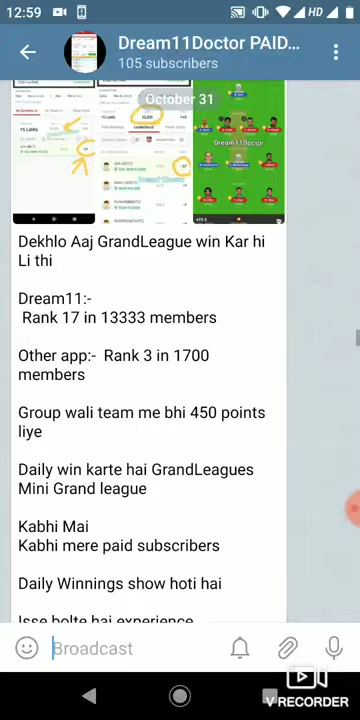 12:59
HD
Dream11Doctor PAID...
105 subscribers
October 31
Dream11Doctor
Dekhlo Aaj GrandLeague win Kar hi
Li thi
Dream11:-
Rank 17 in 13333 members
Other app:- Rank 3 in 1700
members
Group wali team me bhi 450 points
liye
Daily win karte hai GrandLeagues
Mini Grand league
Kabhi Mai
Kabhi mere paid subscribers
Daily Winnings show hoti hai
Isse bolte hai experience
Broadcast
V RECORDER